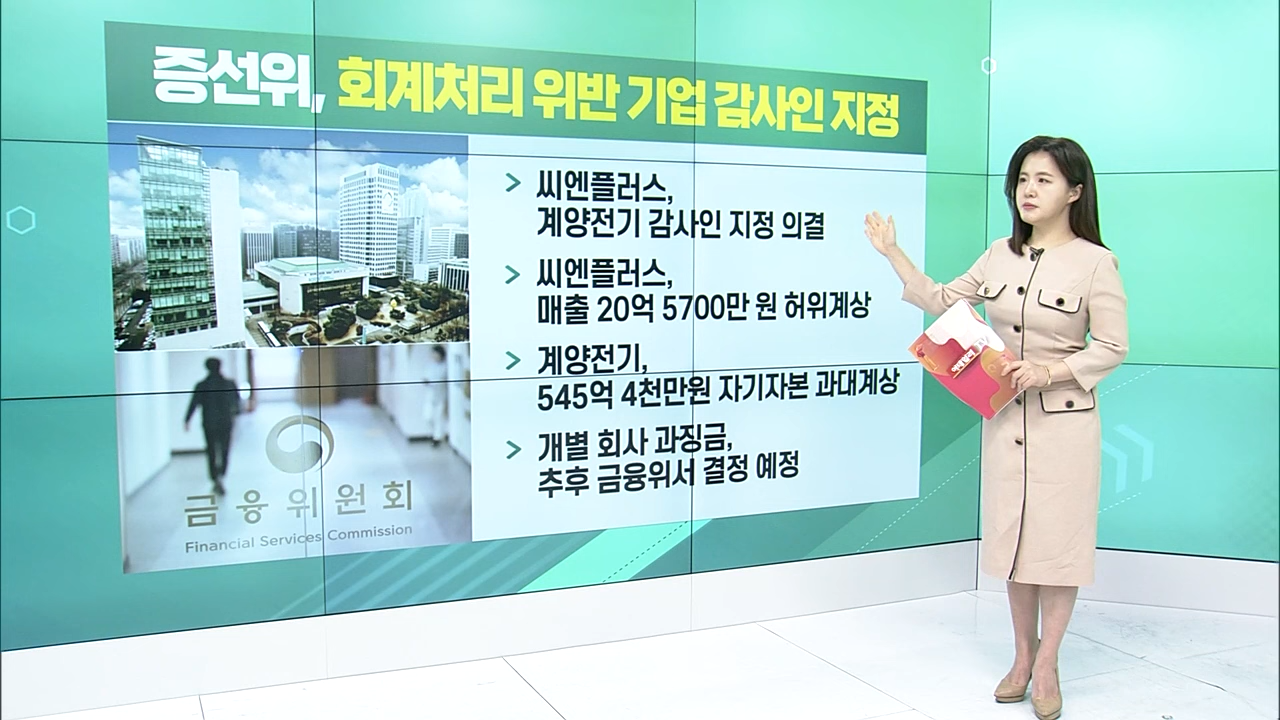 증선위, 회계처리 위반 기업 감사인 지정
> 씨엔플러스,
계양전기 감사인 지정 의결
> 씨엔플러스,
매출 20억 5700만 원 허위계상
> 계양전기,
545억 4천만원 자기자본 과대계상
> 개별 회사 과징금,
추후 금융위서 결정 예정
금융위원회
Financial Services Commission